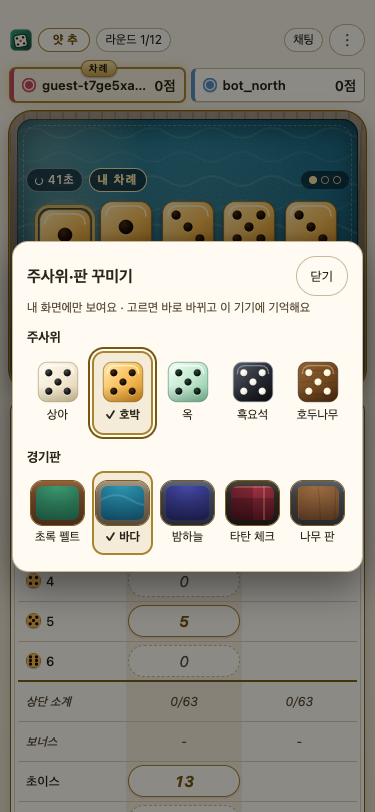 얏 추
라운드 1/12
채팅
차례
guest-t7ge5xa... 0점
bot_north 0점
41초
내 차례
주사위·판 꾸미기
닫기
내 화면에만 보여요 · 고르면 바로 바뀌고 이 기기에 기억해요
주사위
상아
✓ 호박
옥
흑요석
호두나무
경기판
초록 펠트
✓ 바다
밤하늘
타탄 체크
나무 판
4 0
5 5
6 0
상단 소계 0/63 0/63
보너스 - -
초이스 13